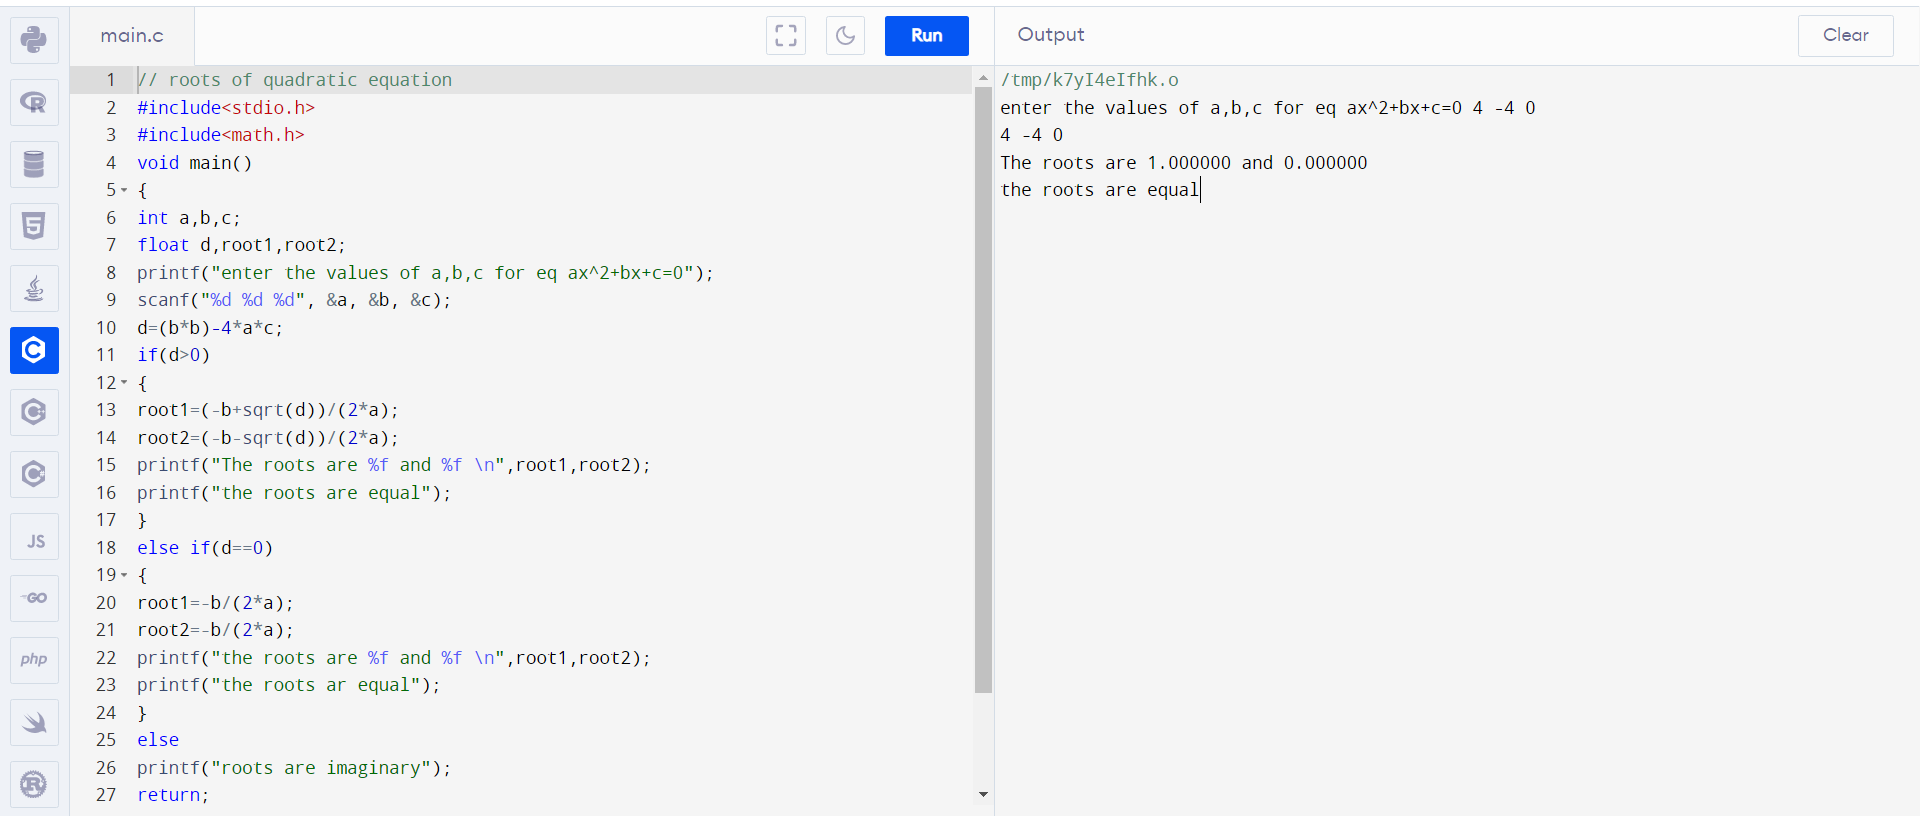 main.c
Run
Output
Clear
1 // roots of quadratic equation
2 #include<stdio.h>
3 #include<math.h>
4 void main()
5 {
6 int a,b,c;
7 float d,root1,root2;
8 printf("enter the values of a,b,c for eq ax^2+bx+c=0");
9 scanf("%d %d %d", &a, &b, &c);
10 d=(b*b)-4*a*c;
11 if(d>0)
12 {
13 root1=(-b+sqrt(d))/(2*a);
14 root2=(-b-sqrt(d))/(2*a);
15 printf("The roots are %f and %f \n",root1,root2);
16 printf("the roots are equal");
17 }
18 else if(d==0)
19 {
20 root1=-b/(2*a);
21 root2=-b/(2*a);
22 printf("the roots are %f and %f \n",root1,root2);
23 printf("the roots ar equal");
24 }
25 else
26 printf("roots are imaginary");
27 return;
/tmp/k7yI4eIfhk.o
enter the values of a,b,c for eq ax^2+bx+c=0 4 -4 0
4 -4 0
The roots are 1.000000 and 0.000000
the roots are equal
R
5
C
C
C
JS
GO
php
R